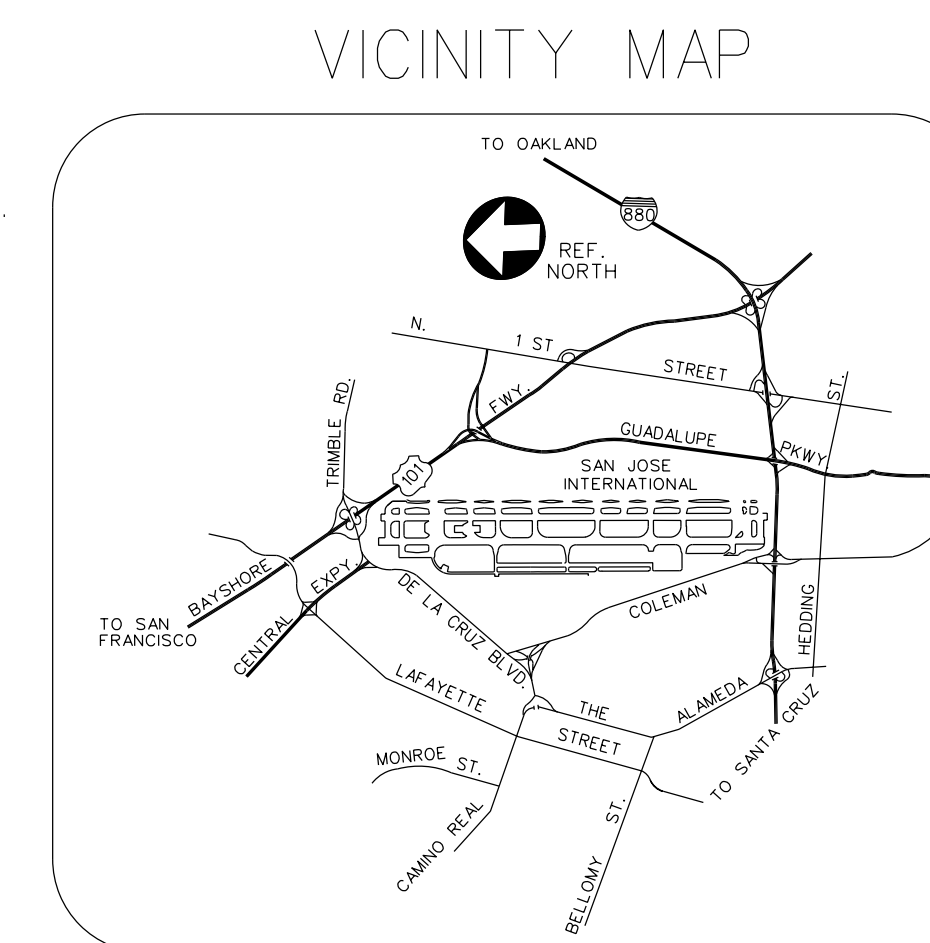 VICINITY MAP
TO OAKLAND
880
REF.
NORTH
N. 1 ST STREET
ST.
TRIMBLE RD.
FWY.
GUADALUPE PKWY.
101
SAN JOSE
INTERNATIONAL
BAYSHORE
EXPY.
DE LA CRUZ BLVD.
COLEMAN
HEDDING
TO SAN
FRANCISCO
CENTRAL
LAFAYETTE
THE ALAMEDA
STREET
TO SANTA CRUZ
MONROE ST.
CAMINO REAL
BELLOMY ST.